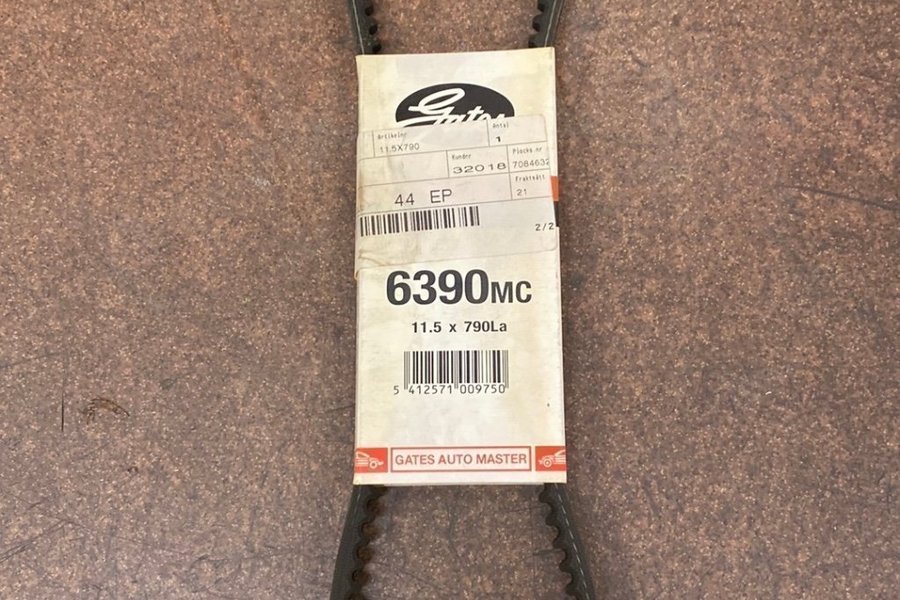 Gates
Artikelnr
Antal
11.5X790
1
Kundnr
Placks nr
32018
7084632
Fraktsätt
44 EP
21
2/2
6390MC
11.5 x 790La
5 412571 009750
GATES AUTO MASTER